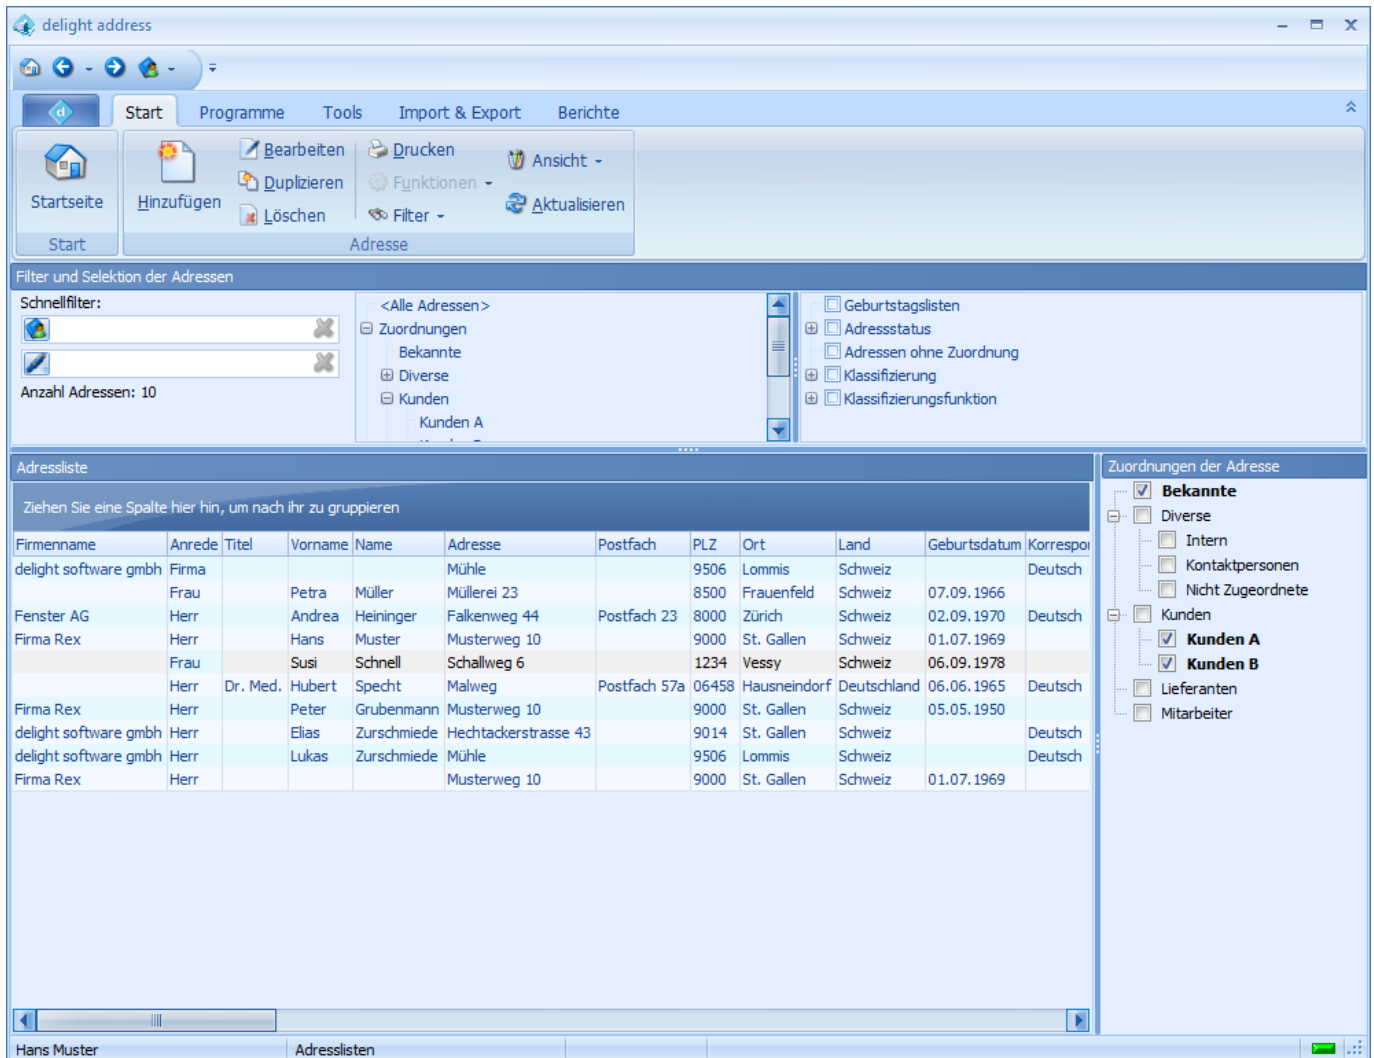 delight address
Start Programme Tools Import & Export Berichte
Startseite
Start
Hinzufügen
Bearbeiten
Duplizieren
Löschen
Drucken
Funktionen
Filter
Ansicht
Aktualisieren
Adresse
Filter und Selektion der Adressen
Schnellfilter:
Anzahl Adressen: 10
<Alle Adressen>
Zuordnungen
Bekannte
Diverse
Kunden
Kunden A
Geburtstagslisten
Adressstatus
Adressen ohne Zuordnung
Klassifizierung
Klassifizierungsfunktion
Adressliste
Ziehen Sie eine Spalte hier hin, um nach ihr zu gruppieren
Firmenname Anrede Titel Vorname Name Adresse Postfach PLZ Ort Land Geburtsdatum Korrespo
delight software gmbh Firma Mühle 9506 Lommis Schweiz Deutsch
Frau Petra Müller Müllerei 23 8500 Frauenfeld Schweiz 07.09.1966
Fenster AG Herr Andrea Heininger Falkenweg 44 Postfach 23 8000 Zürich Schweiz 02.09.1970 Deutsch
Firma Rex Herr Hans Muster Musterweg 10 9000 St. Gallen Schweiz 01.07.1969
Frau Susi Schnell Schallweg 6 1234 Vessy Schweiz 06.09.1978
Herr Dr. Med. Hubert Specht Malweg Postfach 57a 06458 Hausneindorf Deutschland 06.06.1965 Deutsch
Firma Rex Herr Peter Grubenmann Musterweg 10 9000 St. Gallen Schweiz 05.05.1950
delight software gmbh Herr Elias Zurschmiede Hechtackerstrasse 43 9014 St. Gallen Schweiz Deutsch
delight software gmbh Herr Lukas Zurschmiede Mühle 9506 Lommis Schweiz Deutsch
Firma Rex Herr Musterweg 10 9000 St. Gallen Schweiz 01.07.1969
Zuordnungen der Adresse
Bekannte
Diverse
Intern
Kontaktpersonen
Nicht Zugeordnete
Kunden
Kunden A
Kunden B
Lieferanten
Mitarbeiter
Hans Muster Adresslisten